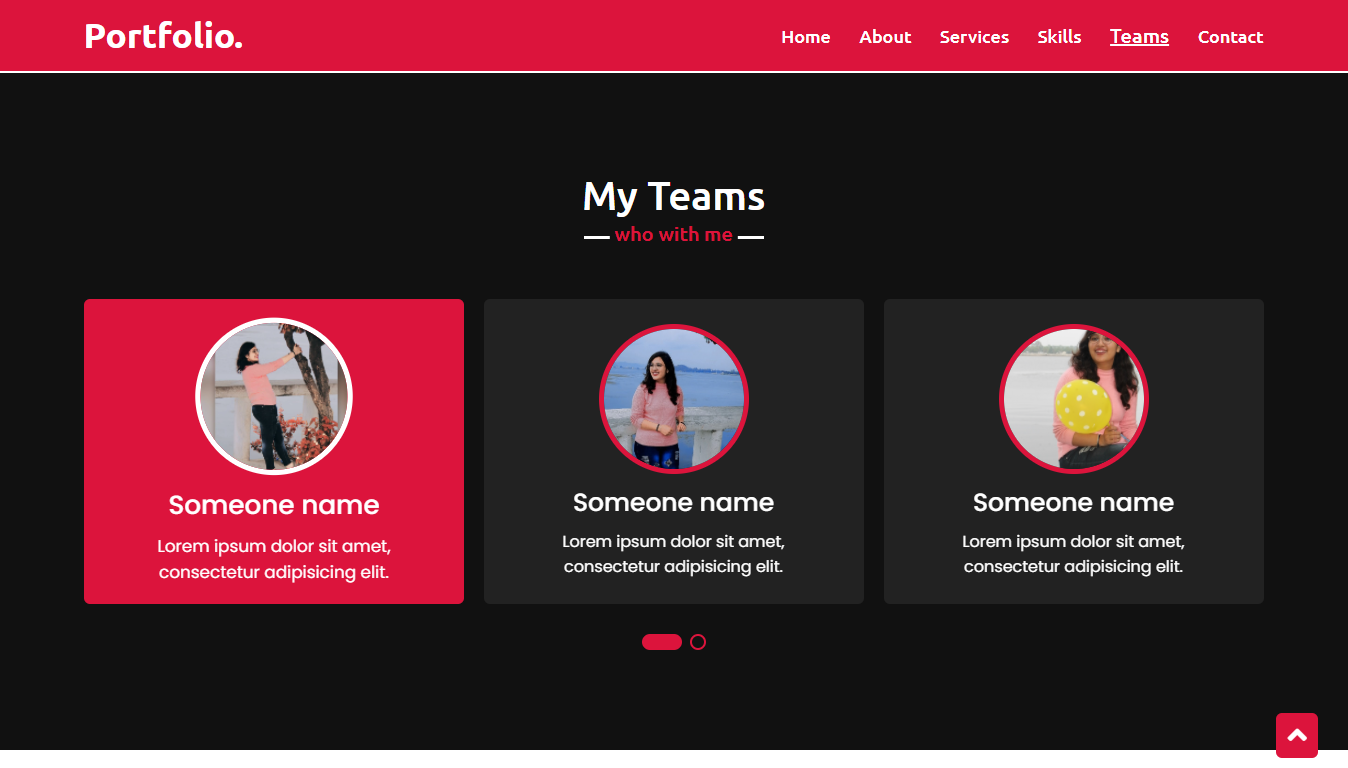 Portfolio.
Home About Services Skills Teams Contact
My Teams
who with me
Someone name
Lorem ipsum dolor sit amet,
consectetur adipisicing elit.
Someone name
Lorem ipsum dolor sit amet,
consectetur adipisicing elit.
Someone name
Lorem ipsum dolor sit amet,
consectetur adipisicing elit.